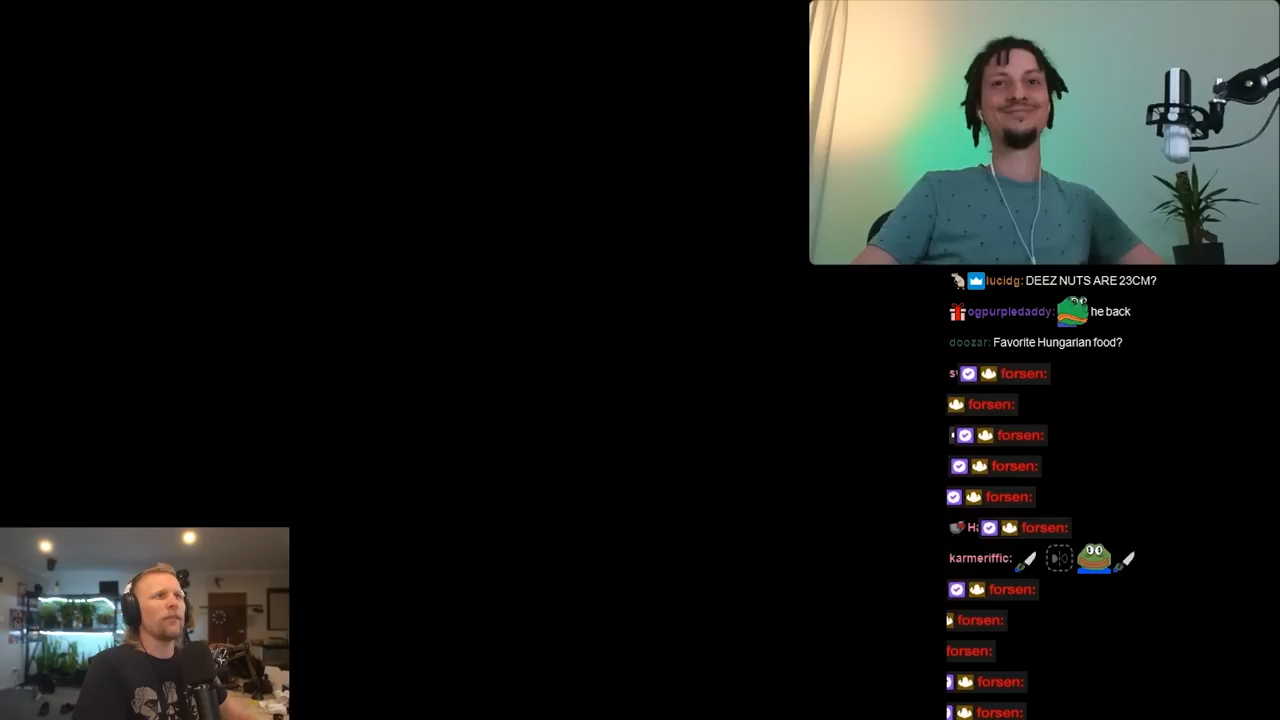 lucidg: DEEZ NUTS ARE 23CM?
ogpurpledaddy: he back
doozar: Favorite Hungarian food?
forsen:
forsen:
forsen:
forsen:
forsen:
forsen:
karmeriffic:
forsen:
forsen:
forsen:
forsen:
forsen: